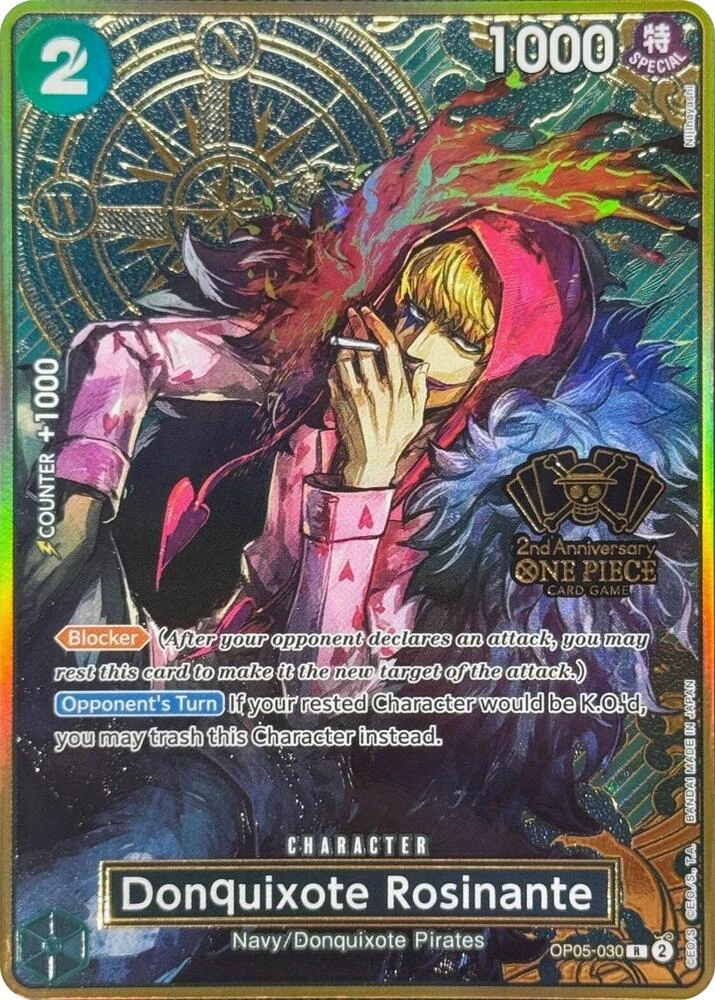 2
1000
特
SPECIAL
Nijihayashi
V
VI
COUNTER +1000
2nd Anniversary
ONE PIECE
CARD GAME
Blocker (After your opponent declares an attack, you may
rest this card to make it the new target of the attack.)
Opponent's Turn If your rested Character would be K.O.'d,
you may trash this Character instead.
CHARACTER
Donquixote Rosinante
Navy/Donquixote Pirates
OP05-030 R 2
©EO/S ©E.O./S., T.A. BANDAI MADE IN JAPAN